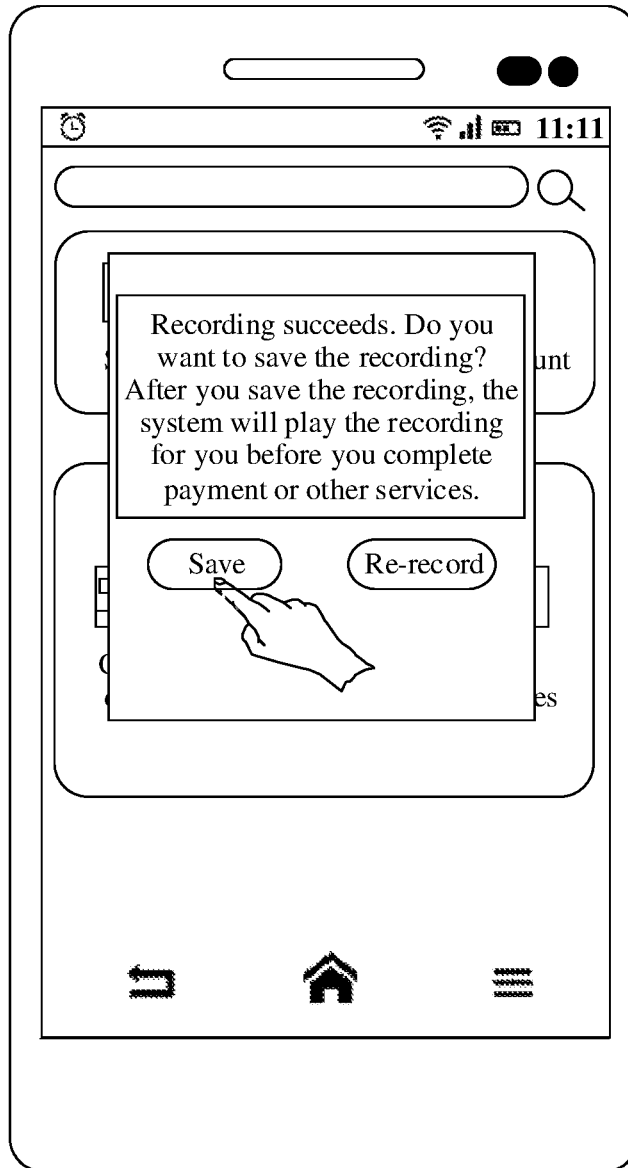 11:11
Recording succeeds. Do you
want to save the recording?
After you save the recording, the
system will play the recording
for you before you complete
payment or other services.
Save
Re-record